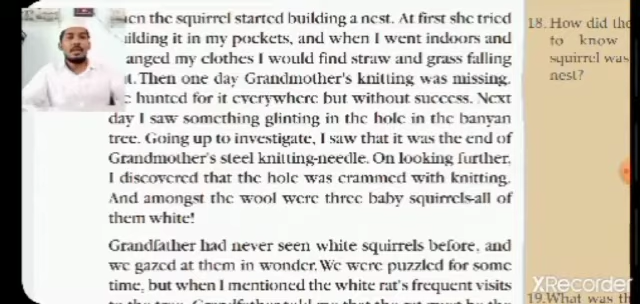 the squirrel started building a nest. At first she tried
in my pockets, and when I went indoors and
my clothes I would find straw and grass falling
Then one day Grandmother's knitting was missing.
hunted for it everywhere but without success. Next
day I saw something glinting in the hole in the banyan
tree. Going up to investigate, I saw that it was the end of
Grandmother's steel knitting-needle. On looking further,
I discovered that the hole was crammed with knitting.
And amongst the wool were three baby squirrels-all of
them white!
Grandfather had never seen white squirrels before, and
we gazed at them in wonder. We were puzzled for some
time, but when I mentioned the white rat's frequent visits
18. How did the
to know
squirrel was
nest?
19. What was
XRecorder